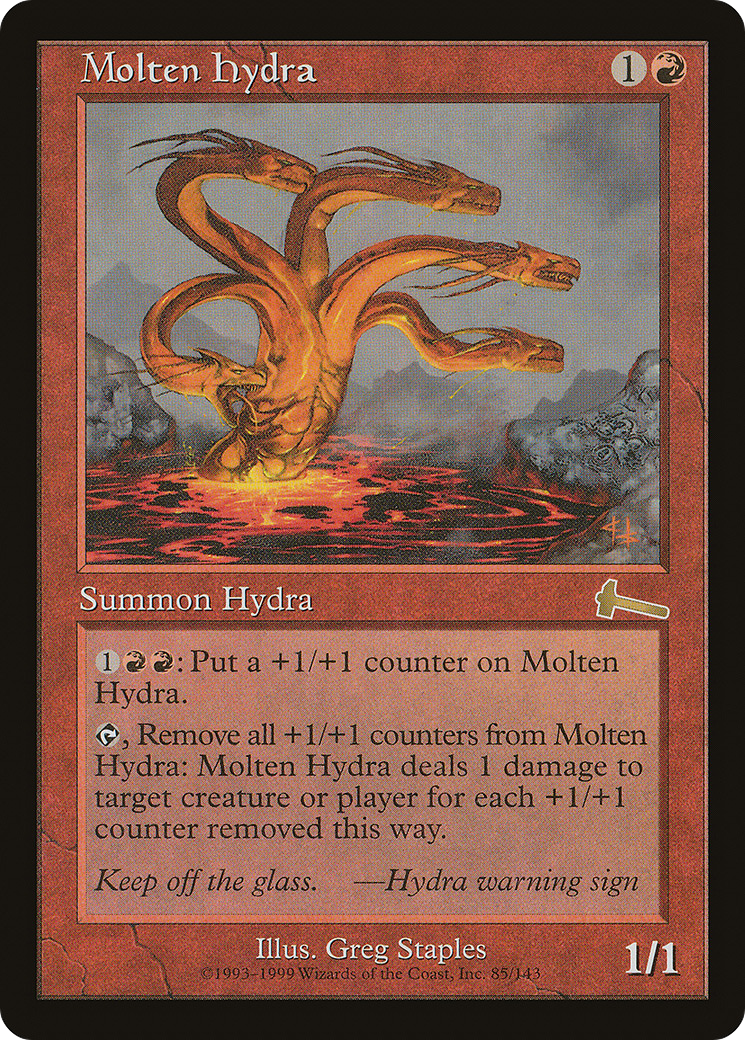 Molten Hydra 1
Summon Hydra
1: Put a +1/+1 counter on Molten
Hydra.
, Remove all +1/+1 counters from Molten
Hydra: Molten Hydra deals 1 damage to
target creature or player for each +1/+1
counter removed this way.
Keep off the glass. —Hydra warning sign
Illus. Greg Staples
©1993–1999 Wizards of the Coast, Inc. 85/143
1/1